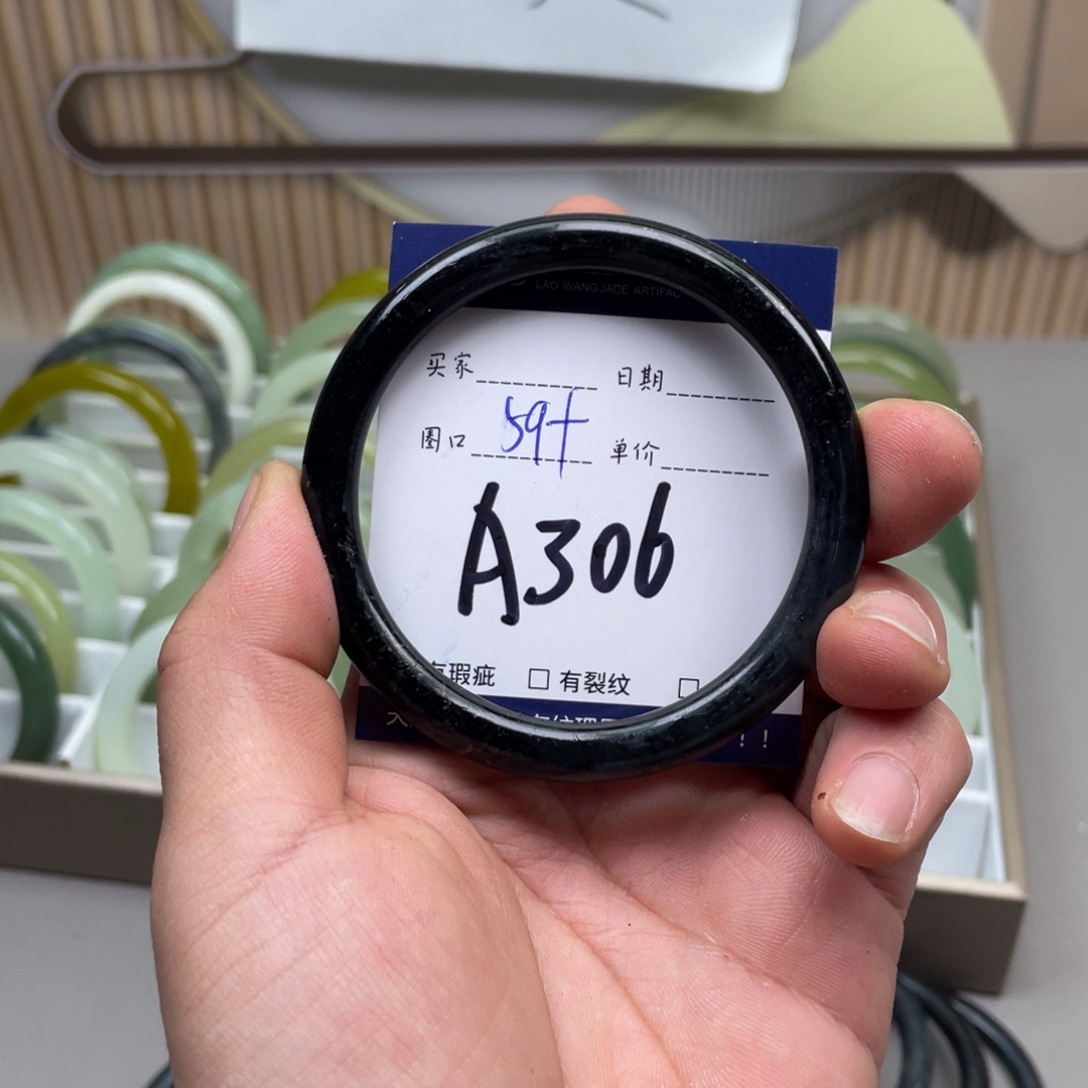 LAO WANG JADE ARTIFAC
买家 日期
圈口 59+ 单价
A306
瑕疵 □ 有裂纹 □
！！